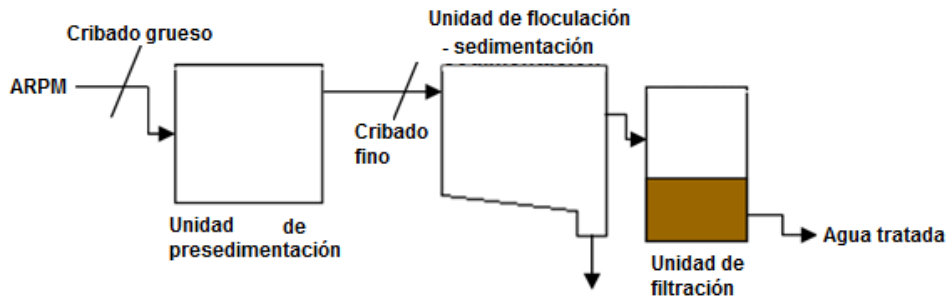 Cribado grueso
ARPM
Unidad de presedimentación
Cribado
fino
Unidad de floculación
- sedimentación
Unidad de
filtración
Agua tratada